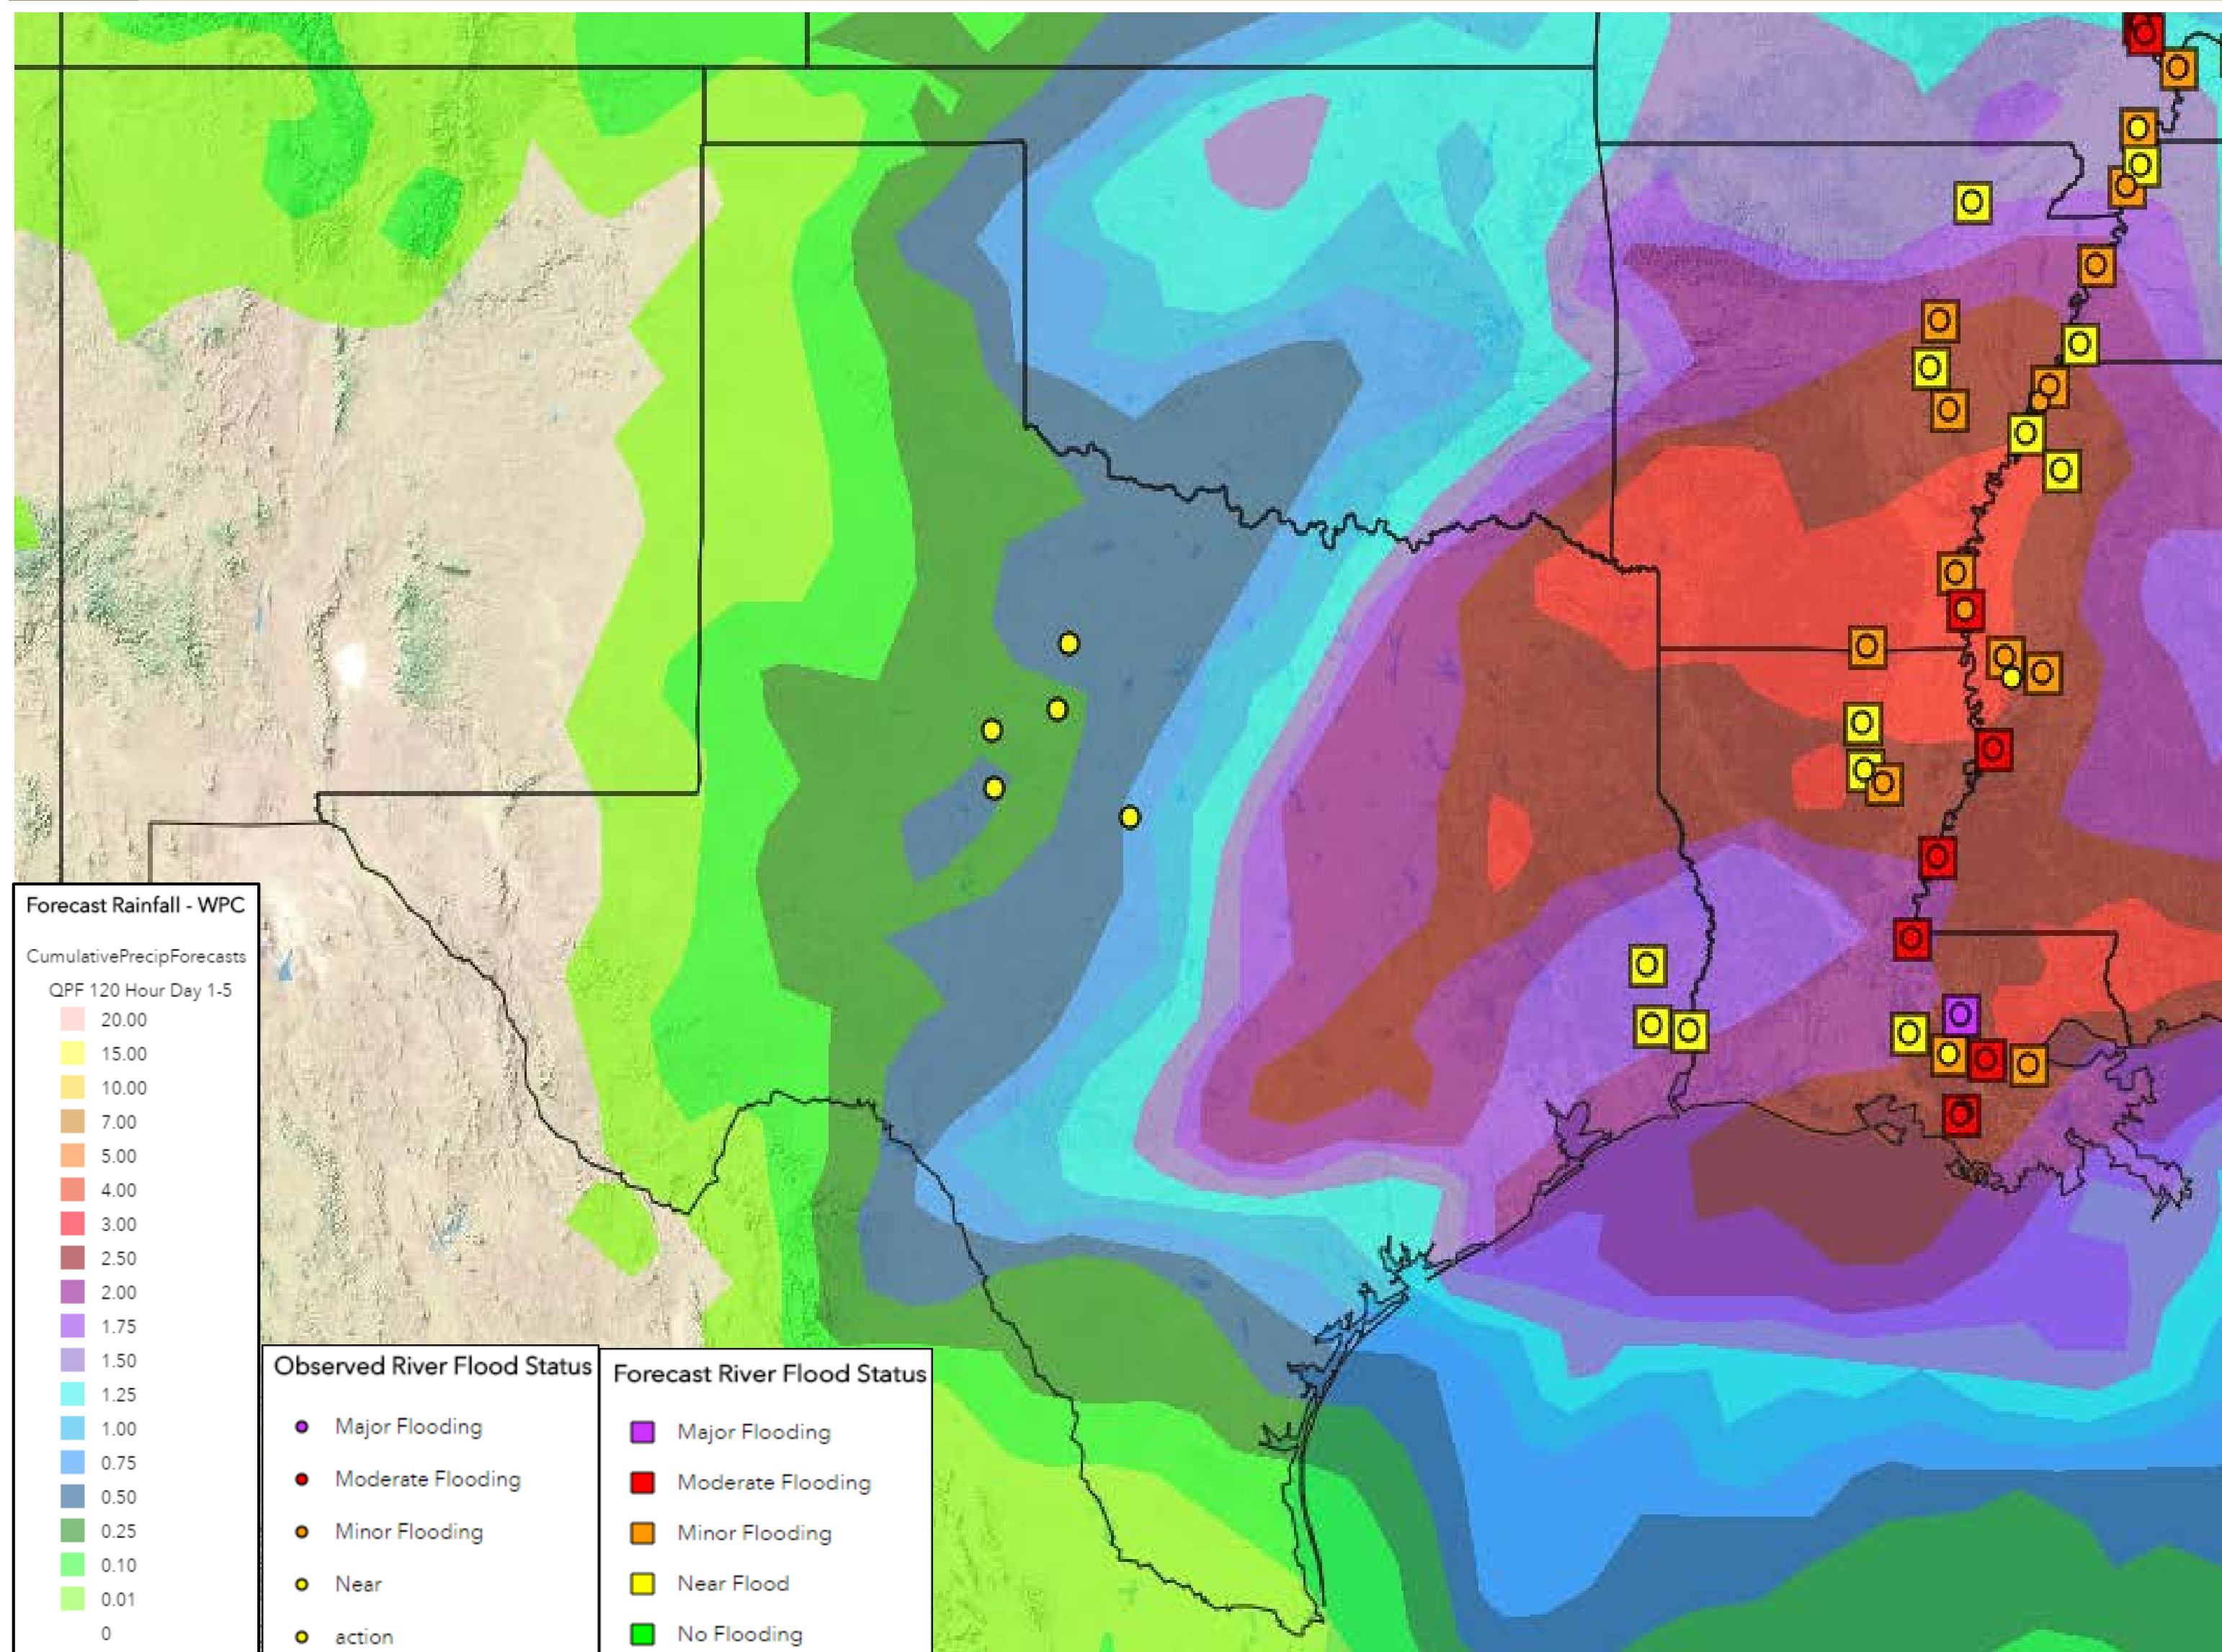 Forecast Rainfall - WPC
CumulativePrecipForecasts
QPF 120 Hour Day 1-5
20.00
15.00
10.00
7.00
5.00
4.00
3.00
2.50
2.00
1.75
1.50
1.25
1.00
0.75
0.50
0.25
0.10
0.01
0
Observed River Flood Status
Major Flooding
Moderate Flooding
Minor Flooding
Near
action
Forecast River Flood Status
Major Flooding
Moderate Flooding
Minor Flooding
Near Flood
No Flooding